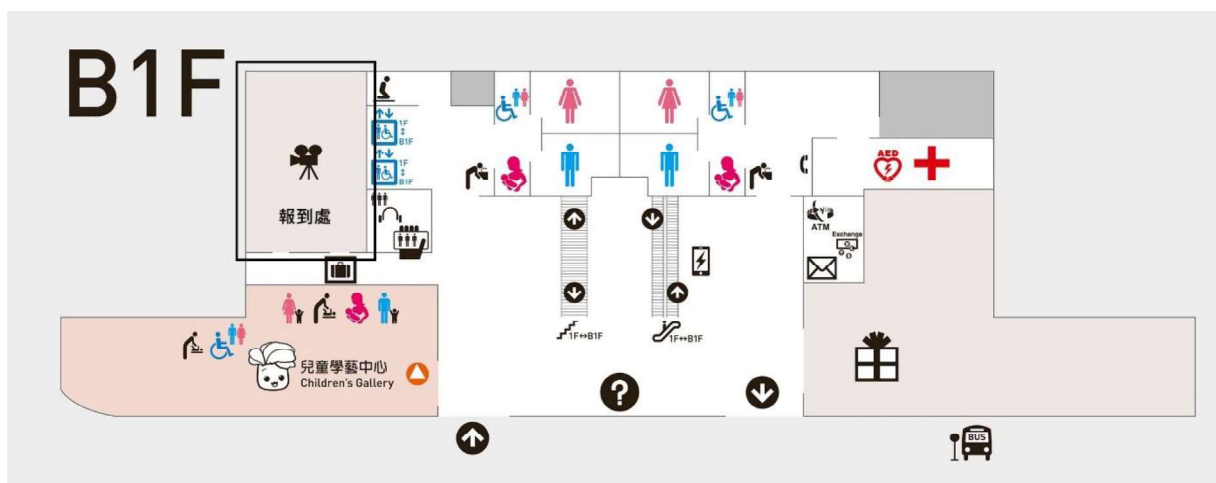 B1F
1F
B1F
1F
B1F
報到處
AED
ATM
Exchange
1F↔B1F
1F↔B1F
兒童學藝中心
Children's Gallery
?
BUS